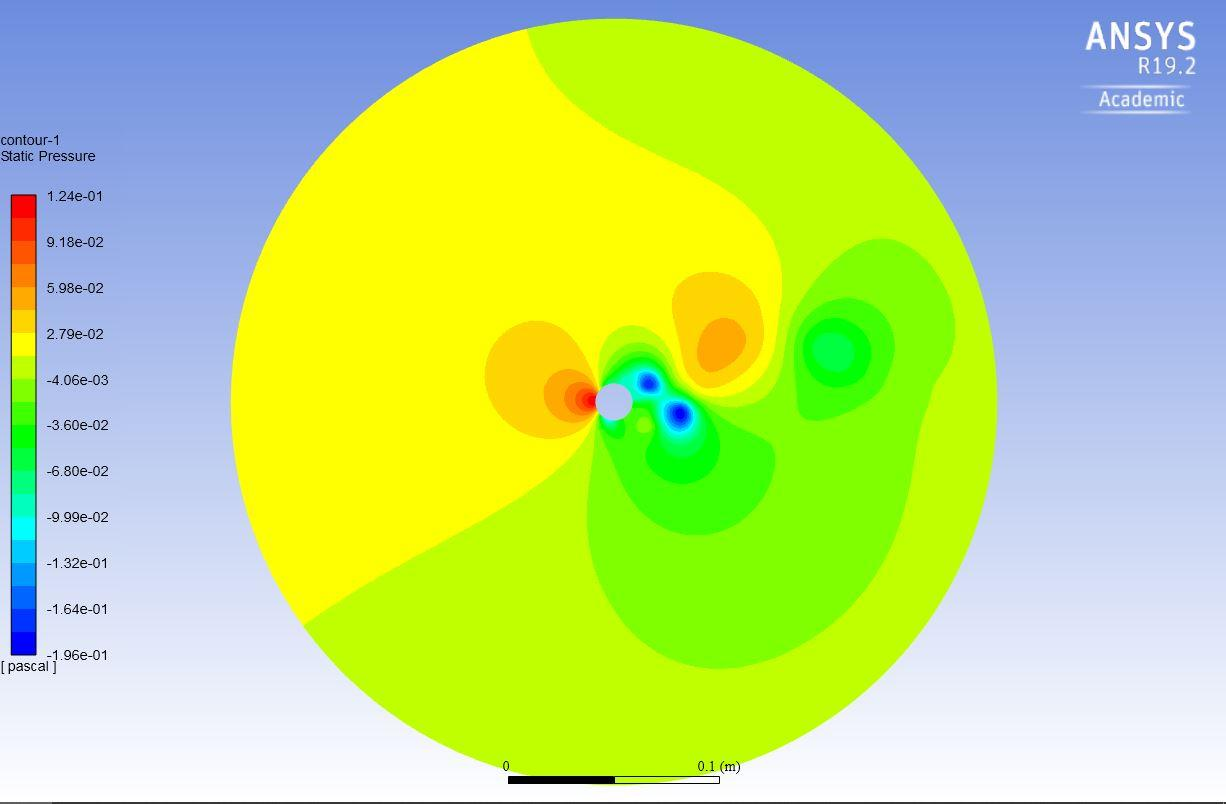 ANSYS
R19.2
Academic
contour-1
Static Pressure
1.24e-01
9.18e-02
5.98e-02
2.79e-02
-4.06e-03
-3.60e-02
-6.80e-02
-9.99e-02
-1.32e-01
-1.64e-01
-1.96e-01
[ pascal ]
0 0.1 (m)